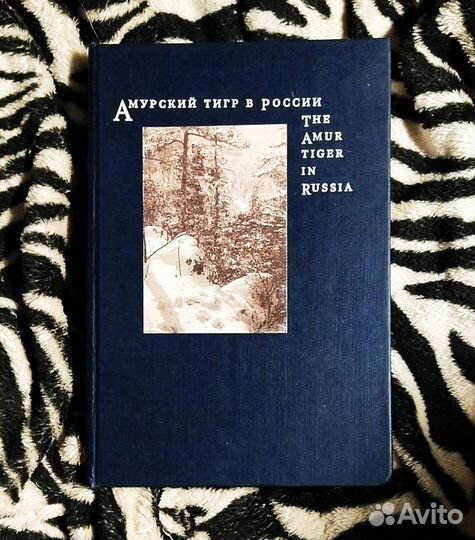 Амурский тигр в России
The
Amur
tiger
in
Russia
Avito